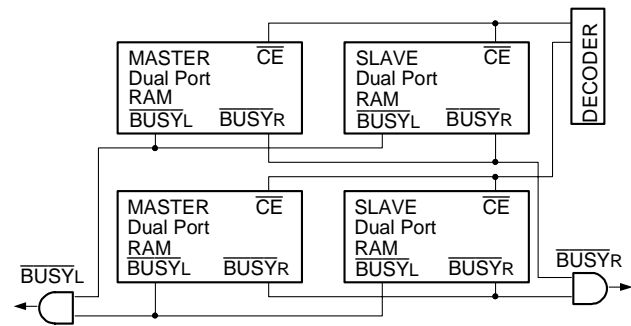 MASTER
Dual Port
RAM
CE
BUSYL
BUSYR
SLAVE
Dual Port
RAM
CE
BUSYL
BUSYR
DECODER
MASTER
Dual Port
RAM
CE
BUSYL
BUSYR
SLAVE
Dual Port
RAM
CE
BUSYL
BUSYR
BUSYL
BUSYR